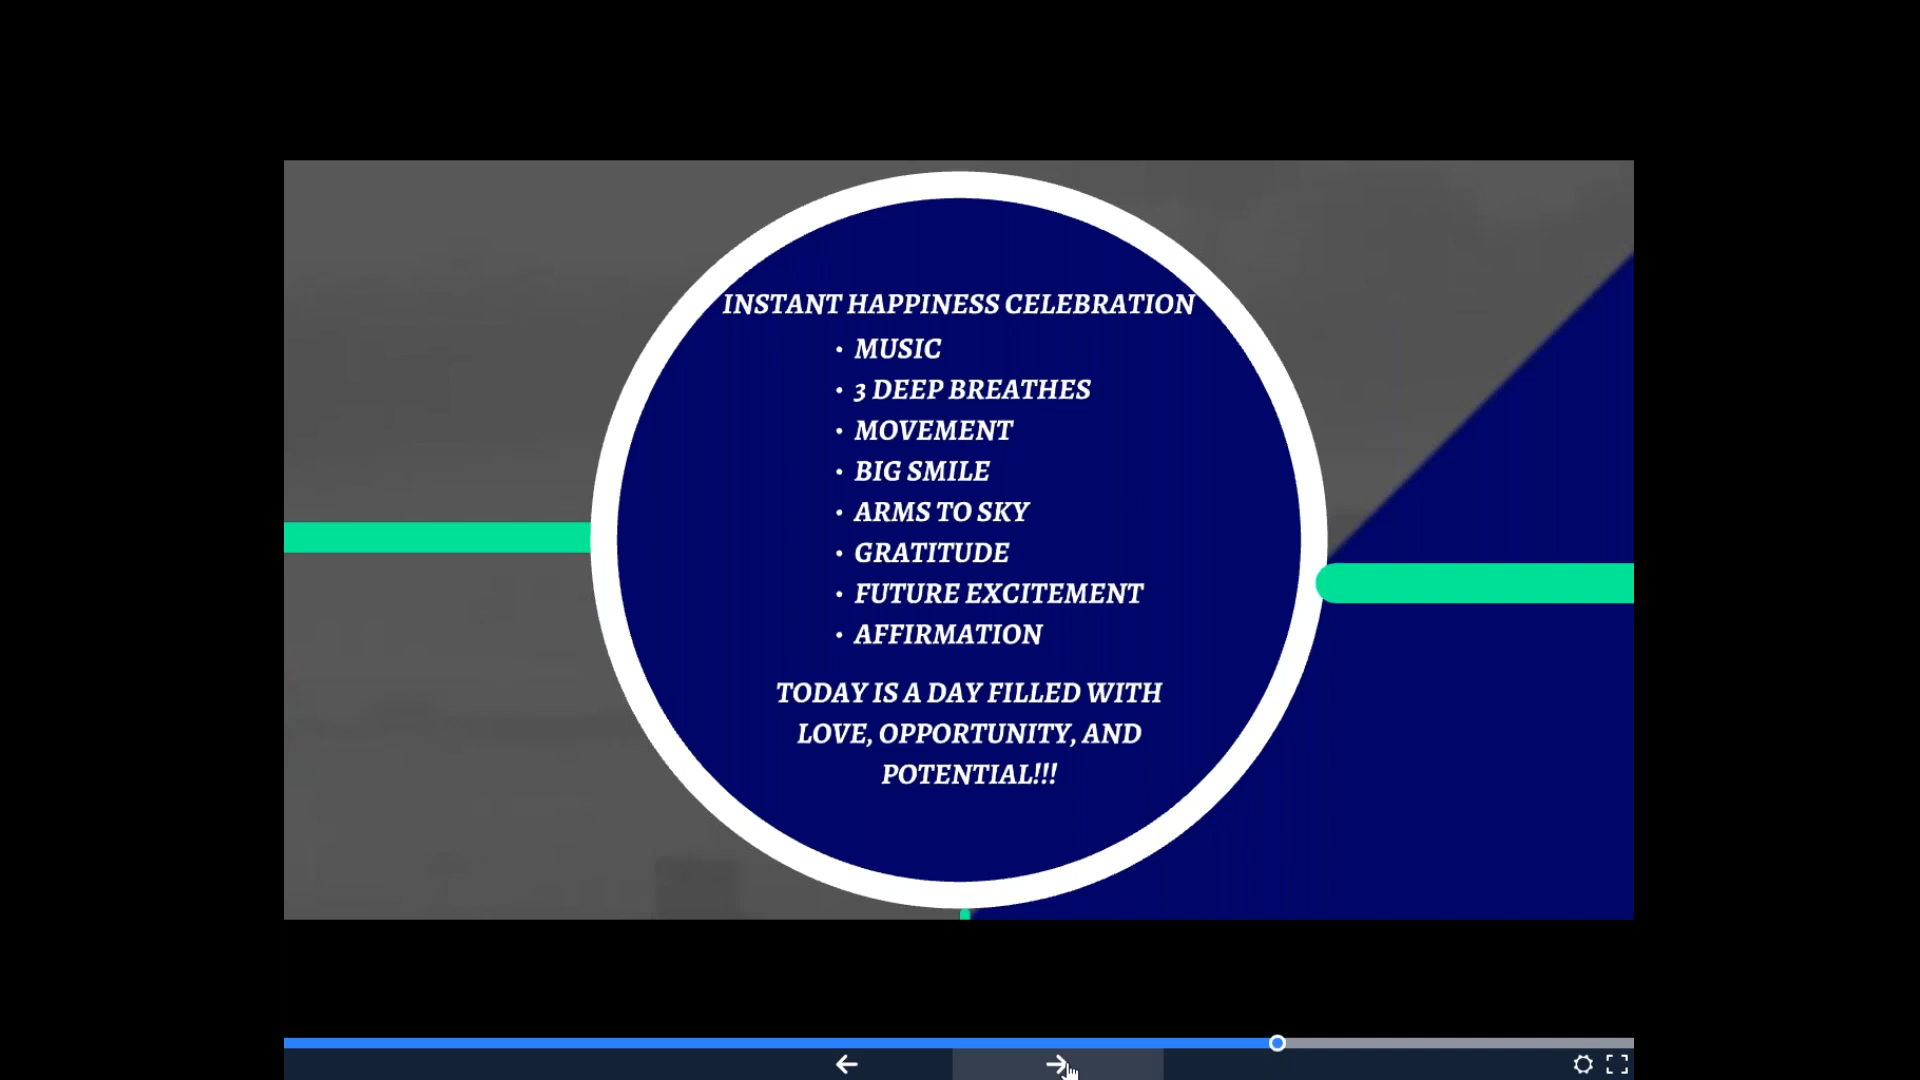 INSTANT HAPPINESS CELEBRATION
• MUSIC
• 3 DEEP BREATHES
• MOVEMENT
• BIG SMILE
• ARMS TO SKY
• GRATITUDE
• FUTURE EXCITEMENT
• AFFIRMATION
TODAY IS A DAY FILLED WITH
LOVE, OPPORTUNITY, AND
POTENTIAL!!!